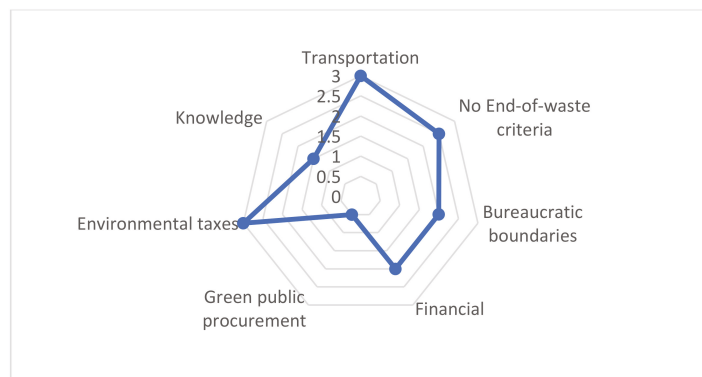 Transportation
3
2.5
2
1.5
1
0.5
0
No End-of-waste
criteria
Bureaucratic
boundaries
Financial
Green public
procurement
Environmental taxes
Knowledge